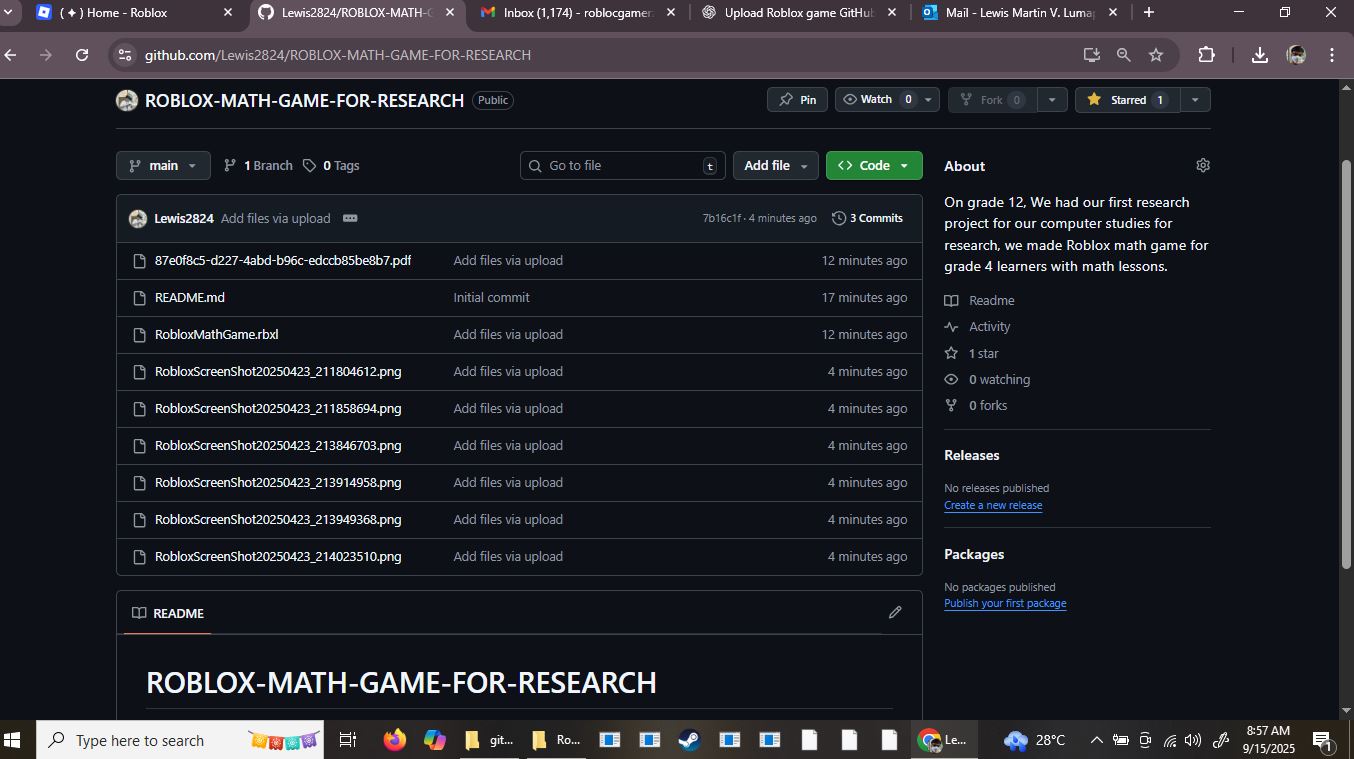 ( ✦ ) Home - Roblox
Lewis2824/ROBLOX-MATH-G
Inbox (1,174) - roblocgamer
Upload Roblox game GitHub
Mail - Lewis Martin V. Lumap
github.com/Lewis2824/ROBLOX-MATH-GAME-FOR-RESEARCH
ROBLOX-MATH-GAME-FOR-RESEARCH Public
Pin
Watch 0
Fork 0
Starred 1
main
1 Branch
0 Tags
Go to file t
Add file
<> Code
Lewis2824 Add files via upload 7b16c1f · 4 minutes ago 3 Commits
87e0f8c5-d227-4abd-b96c-edccb85be8b7.pdf Add files via upload 12 minutes ago
README.md Initial commit 17 minutes ago
RobloxMathGame.rbxl Add files via upload 12 minutes ago
RobloxScreenShot20250423_211804612.png Add files via upload 4 minutes ago
RobloxScreenShot20250423_211858694.png Add files via upload 4 minutes ago
RobloxScreenShot20250423_213846703.png Add files via upload 4 minutes ago
RobloxScreenShot20250423_213914958.png Add files via upload 4 minutes ago
RobloxScreenShot20250423_213949368.png Add files via upload 4 minutes ago
RobloxScreenShot20250423_214023510.png Add files via upload 4 minutes ago
README
ROBLOX-MATH-GAME-FOR-RESEARCH
About
On grade 12, We had our first research
project for our computer studies for
research, we made Roblox math game for
grade 4 learners with math lessons.
Readme
Activity
1 star
0 watching
0 forks
Releases
No releases published
Create a new release
Packages
No packages published
Publish your first package
Type here to search
git...
Ro...
Le...
28°C
8:57 AM
9/15/2025
1